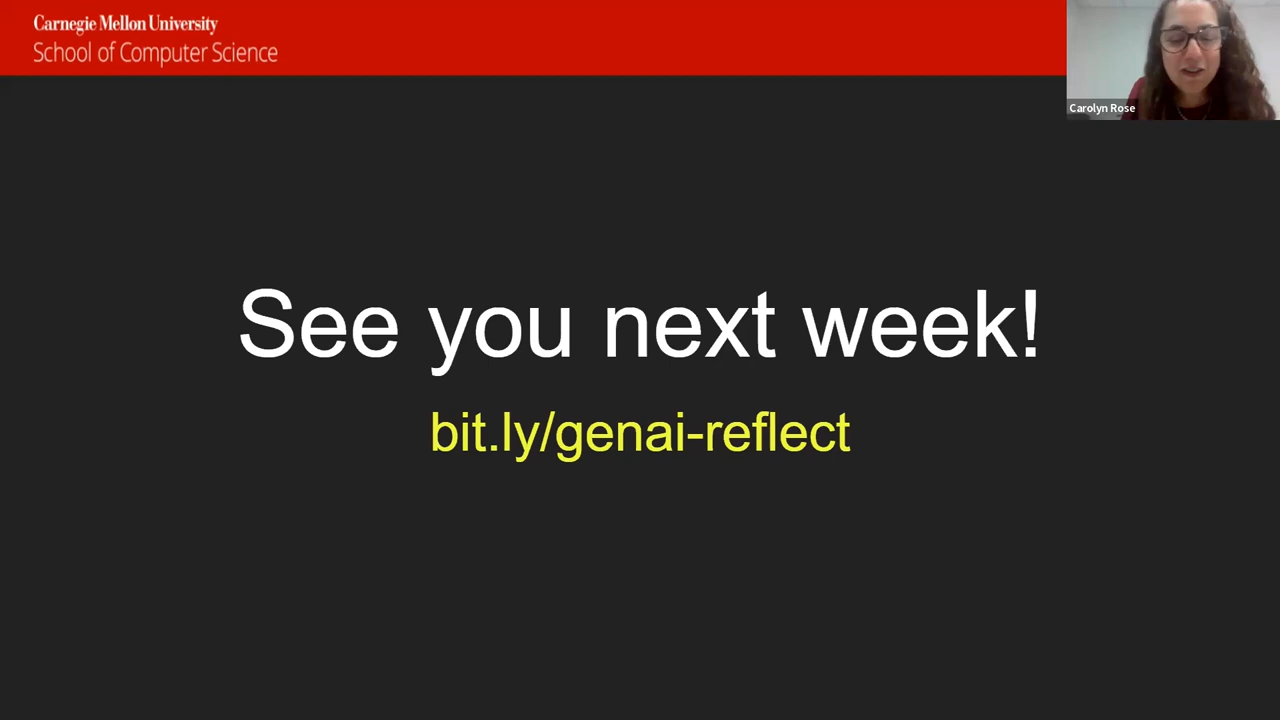 Carnegie Mellon University
School of Computer Science
Carolyn Rose
See you next week!
bit.ly/genai-reflect